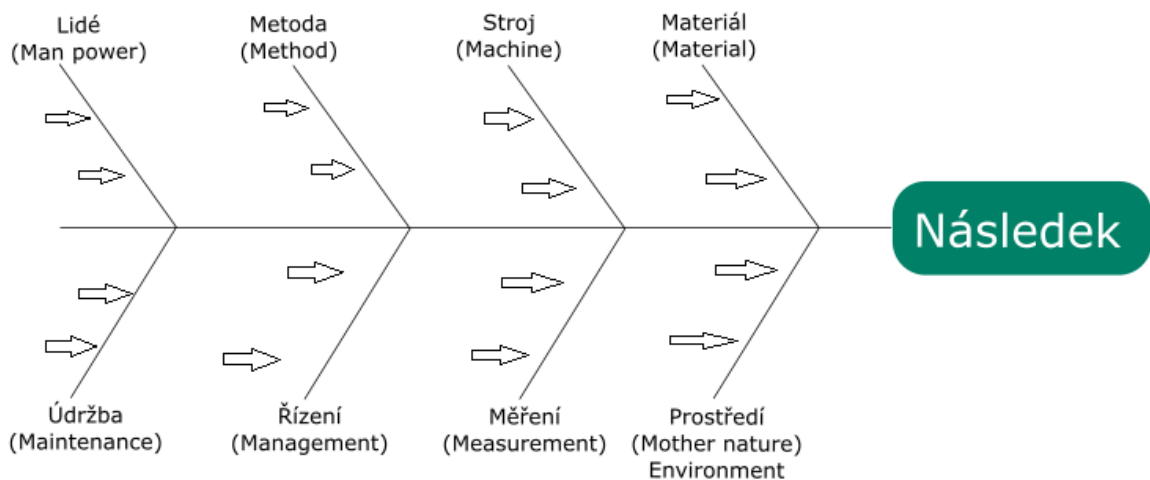 Lidé
(Man power)
Metoda
(Method)
Stroj
(Machine)
Materiál
(Material)
Následek
Údržba
(Maintenance)
Řízení
(Management)
Měření
(Measurement)
Prostředí
(Mother nature)
Environment